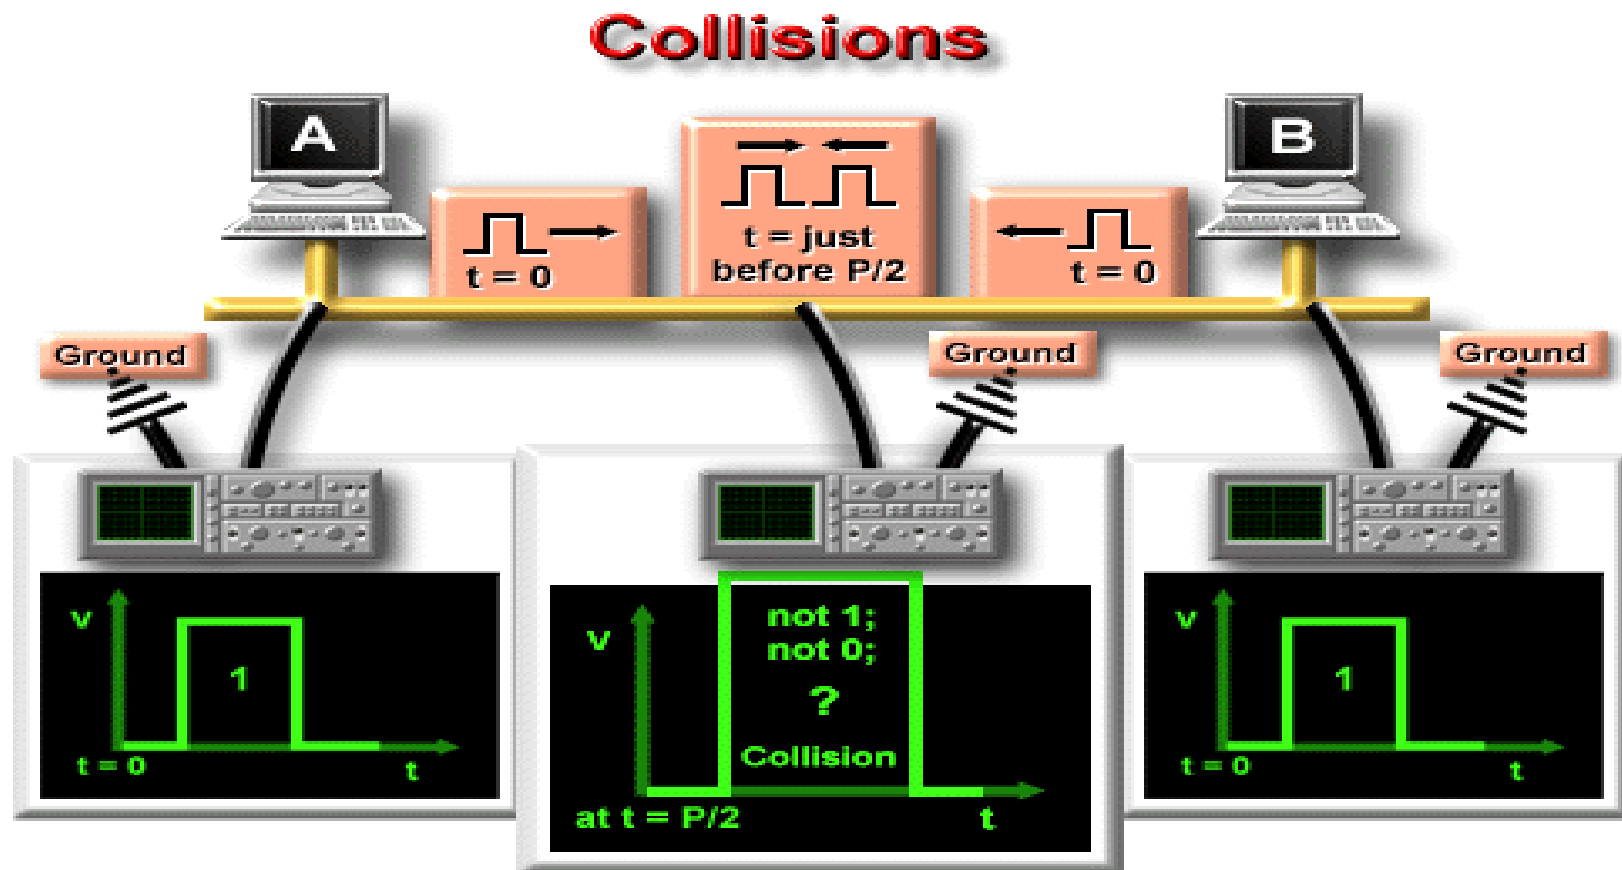 Collisions
A
B
t = just
before P/2
t = 0
t = 0
Ground
Ground
Ground
v
1
t = 0
t
v
not 1;
not 0;
?
Collision
at t = P/2
t
v
1
t = 0
t